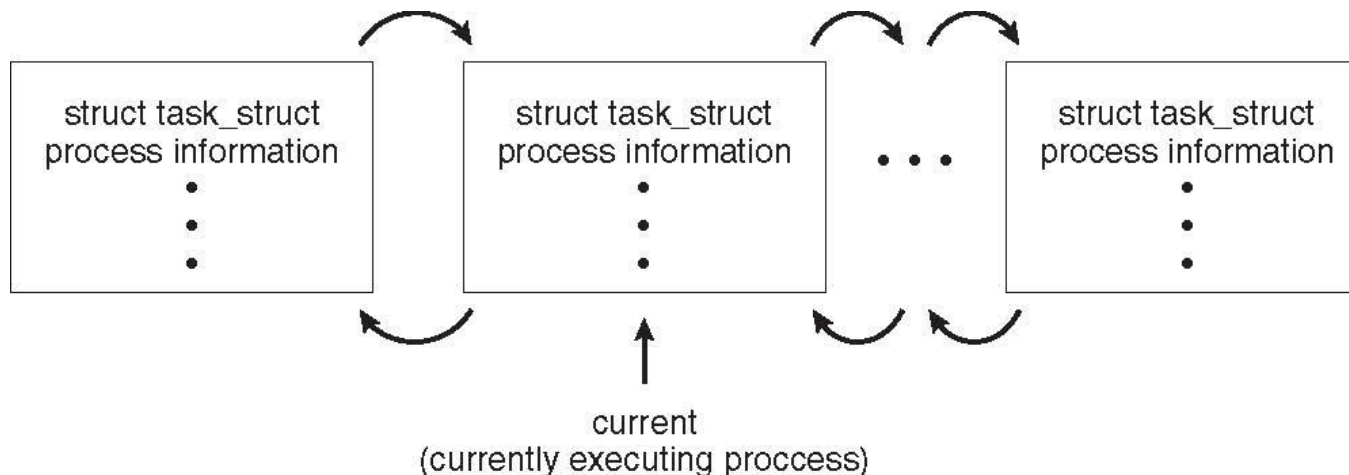 struct task_struct
process information
struct task_struct
process information
struct task_struct
process information
current
(currently executing proccess)